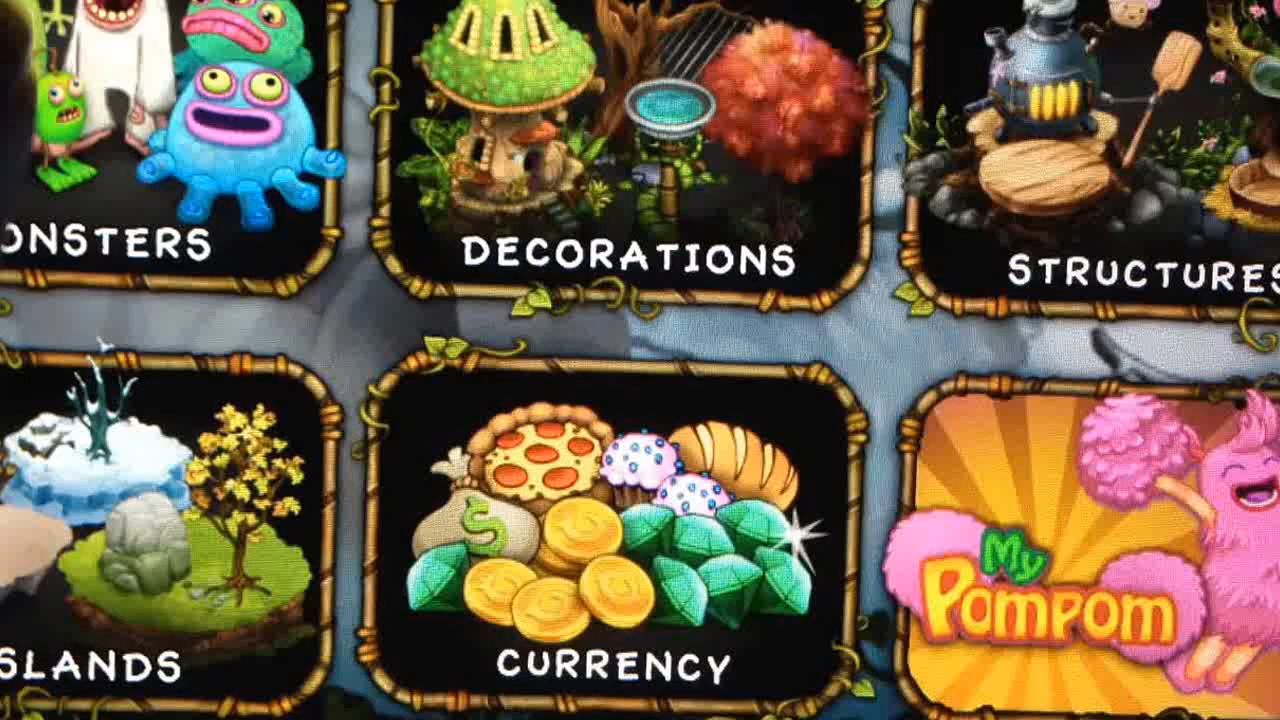 ONSTERS
DECORATIONS
STRUCTURES
SLANDS
$
CURRENCY
My
PomPom